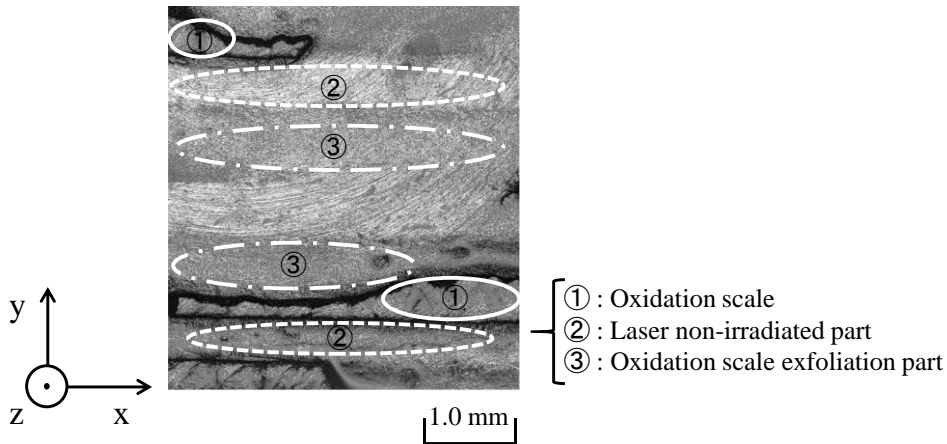 ①
②
③
③
①
②
① : Oxidation scale
② : Laser non-irradiated part
③ : Oxidation scale exfoliation part
y
z
x
1.0 mm